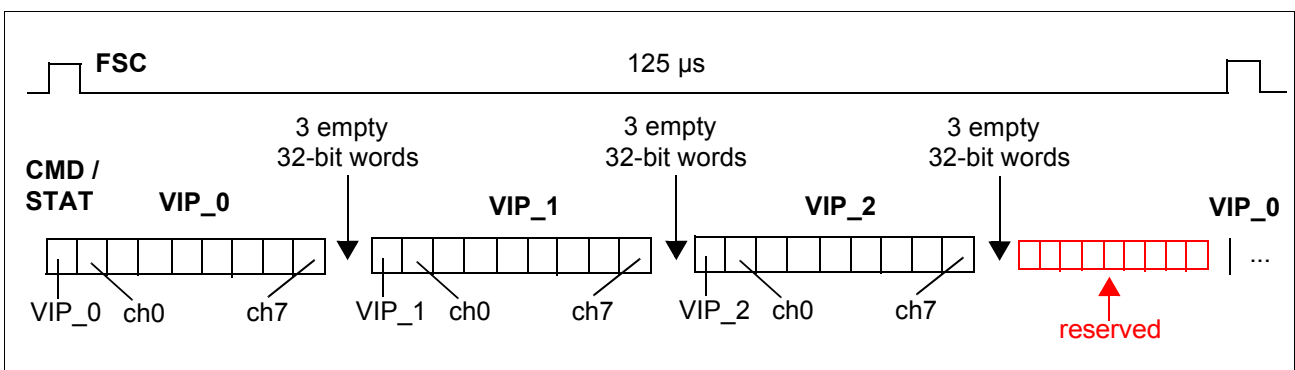 FSC
125 µs
3 empty
32-bit words
3 empty
32-bit words
3 empty
32-bit words
CMD /
STAT
VIP_0
VIP_1
VIP_2
VIP_0
...
VIP_0
ch0
ch7
VIP_1
ch0
ch7
VIP_2
ch0
ch7
reserved